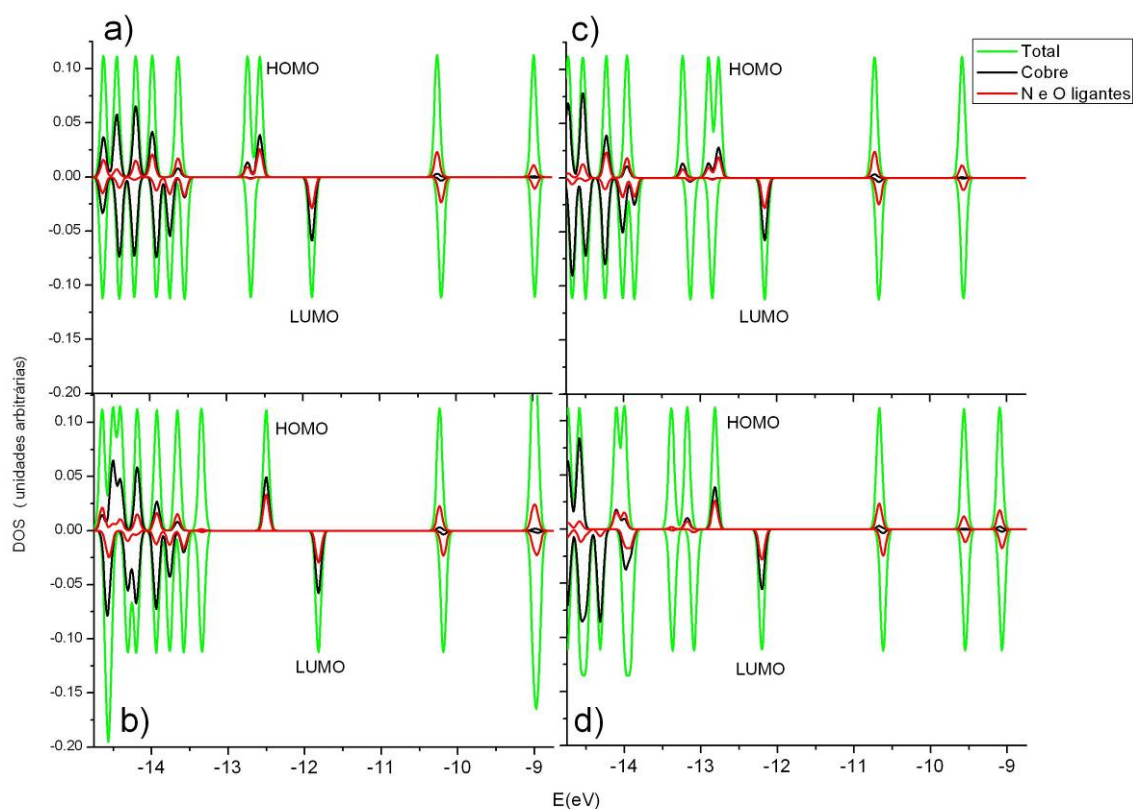 a)
c)
Total
Cobre
N e O ligantes
HOMO
HOMO
0.10
0.05
0.00
-0.05
-0.10
-0.15
-0.20
LUMO
LUMO
DOS ( unidades arbitrárias)
HOMO
HOMO
0.10
0.05
0.00
-0.05
-0.10
-0.15
-0.20
LUMO
LUMO
b)
d)
-14 -13 -12 -11 -10 -9
-14 -13 -12 -11 -10 -9
E(eV)